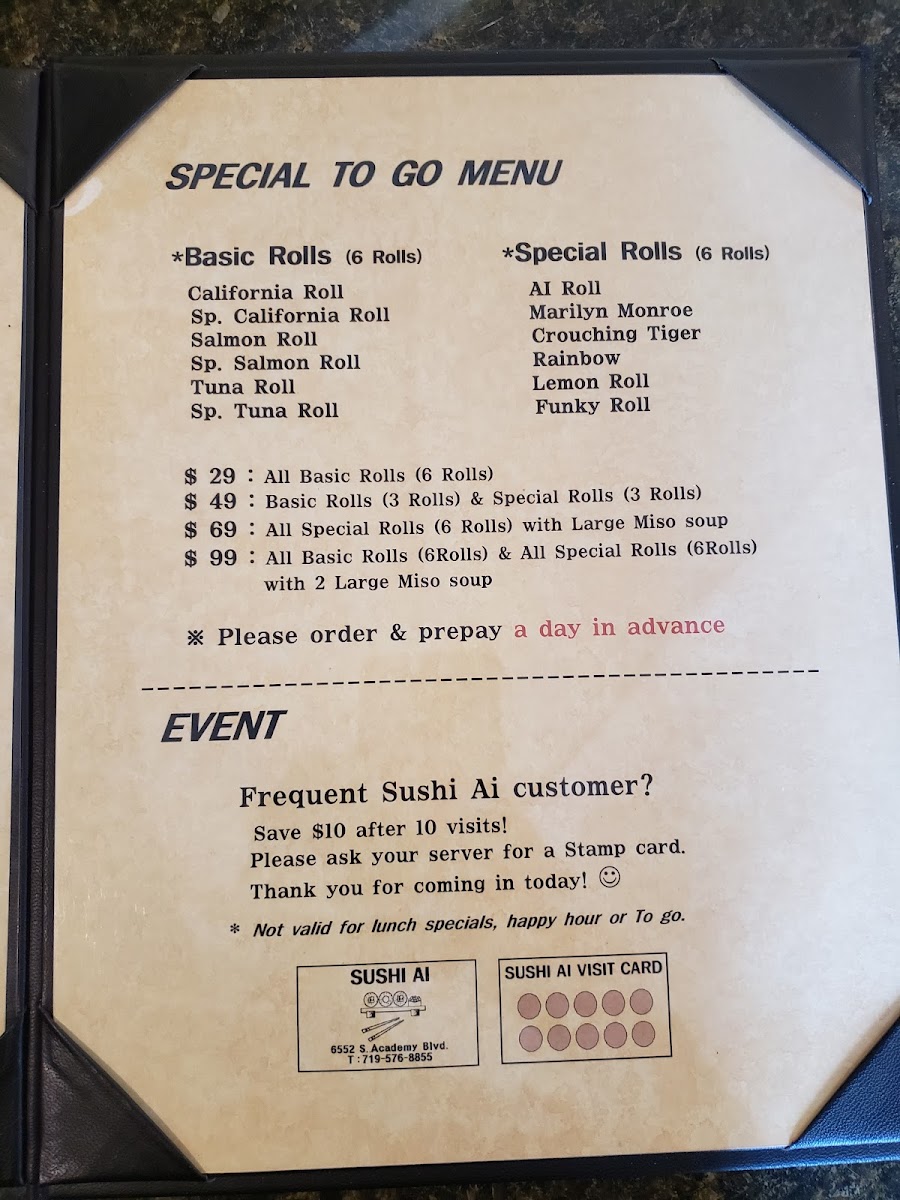 SPECIAL TO GO MENU
*Basic Rolls (6 Rolls)
California Roll
Sp. California Roll
Salmon Roll
Sp. Salmon Roll
Tuna Roll
Sp. Tuna Roll
*Special Rolls (6 Rolls)
AI Roll
Marilyn Monroe
Crouching Tiger
Rainbow
Lemon Roll
Funky Roll
$ 29 : All Basic Rolls (6 Rolls)
$ 49 : Basic Rolls (3 Rolls) & Special Rolls (3 Rolls)
$ 69 : All Special Rolls (6 Rolls) with Large Miso soup
$ 99 : All Basic Rolls (6Rolls) & All Special Rolls (6Rolls)
with 2 Large Miso soup
※ Please order & prepay a day in advance
EVENT
Frequent Sushi Ai customer?
Save $10 after 10 visits!
Please ask your server for a Stamp card.
Thank you for coming in today! ☺
* Not valid for lunch specials, happy hour or To go.
SUSHI AI
6552 S. Academy Blvd.
T : 719-576-8855
SUSHI AI VISIT CARD